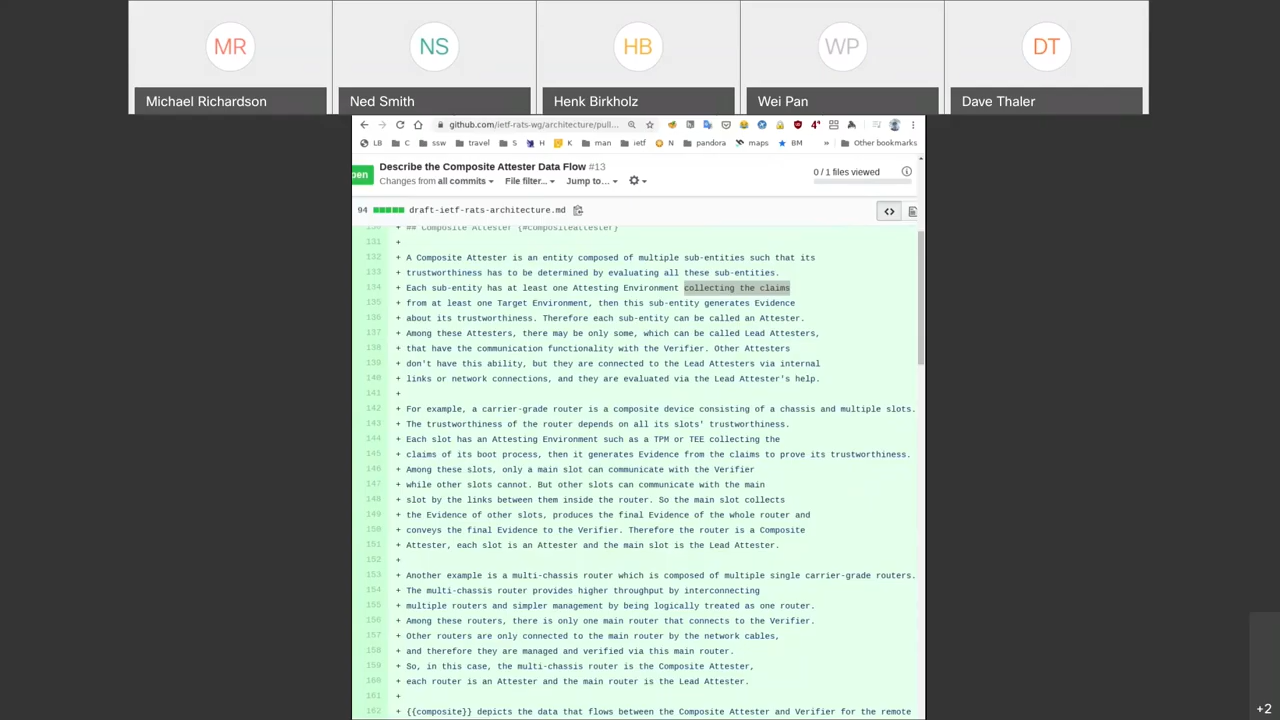 MR
NS
HB
WP
DT
Michael Richardson
Ned Smith
Henk Birkholz
Wei Pan
Dave Thaler
github.com/ietf-rats-wg/architecture/pull...
LB
C
ssw
travel
S
H
K
man
ietf
N
pandora
maps
BM
»
Other bookmarks
pen
Describe the Composite Attester Data Flow #13
Changes from all commits
File filter...
Jump to...
0 / 1 files viewed
94
draft-ietf-rats-architecture.md
<>
130 + ## Composite Attester {#compositeattester}
131 +
132 + A Composite Attester is an entity composed of multiple sub-entities such that its
133 + trustworthiness has to be determined by evaluating all these sub-entities.
134 + Each sub-entity has at least one Attesting Environment collecting the claims
135 + from at least one Target Environment, then this sub-entity generates Evidence
136 + about its trustworthiness. Therefore each sub-entity can be called an Attester.
137 + Among these Attesters, there may be only some, which can be called Lead Attesters,
138 + that have the communication functionality with the Verifier. Other Attesters
139 + don't have this ability, but they are connected to the Lead Attesters via internal
140 + links or network connections, and they are evaluated via the Lead Attester's help.
141 +
142 + For example, a carrier-grade router is a composite device consisting of a chassis and multiple slots.
143 + The trustworthiness of the router depends on all its slots' trustworthiness.
144 + Each slot has an Attesting Environment such as a TPM or TEE collecting the
145 + claims of its boot process, then it generates Evidence from the claims to prove its trustworthiness.
146 + Among these slots, only a main slot can communicate with the Verifier
147 + while other slots cannot. But other slots can communicate with the main
148 + slot by the links between them inside the router. So the main slot collects
149 + the Evidence of other slots, produces the final Evidence of the whole router and
150 + conveys the final Evidence to the Verifier. Therefore the router is a Composite
151 + Attester, each slot is an Attester and the main slot is the Lead Attester.
152 +
153 + Another example is a multi-chassis router which is composed of multiple single carrier-grade routers.
154 + The multi-chassis router provides higher throughput by interconnecting
155 + multiple routers and simpler management by being logically treated as one router.
156 + Among these routers, there is only one main router that connects to the Verifier.
157 + Other routers are only connected to the main router by the network cables,
158 + and therefore they are managed and verified via this main router.
159 + So, in this case, the multi-chassis router is the Composite Attester,
160 + each router is an Attester and the main router is the Lead Attester.
161 +
162 + {{composite}} depicts the data that flows between the Composite Attester and Verifier for the remote
+2